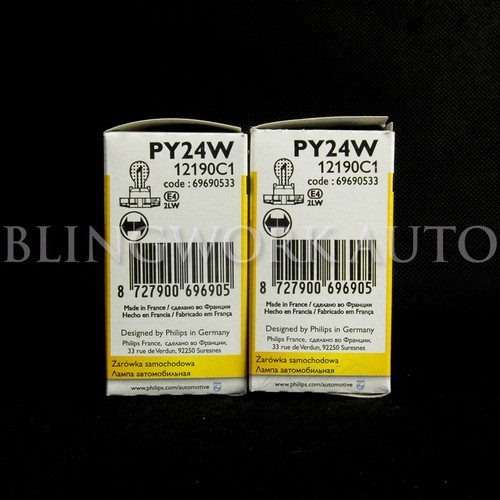 PY24W
12190C1
code : 69690533
E4
2LW
8 727900 696905
Made in France / сделано во Франции
Hecho en Francia / Fabricado em França
Designed by Philips in Germany
Philips France, сделано во Франции,
33 rue de Verdun, 92250 Suresnes
Żarówka samochodowa
Лампа автомобильная
www.philips.com/automotive
PY24W
12190C1
code : 69690533
E4
2LW
8 727900 696905
Made in France / сделано во Франции
Hecho en Francia / Fabricado em França
Designed by Philips in Germany
Philips France, сделано во Франции,
33 rue de Verdun, 92250 Suresnes
Żarówka samochodowa
Лампа автомобильная
www.philips.com/automotive
BLINGWORK AUTO